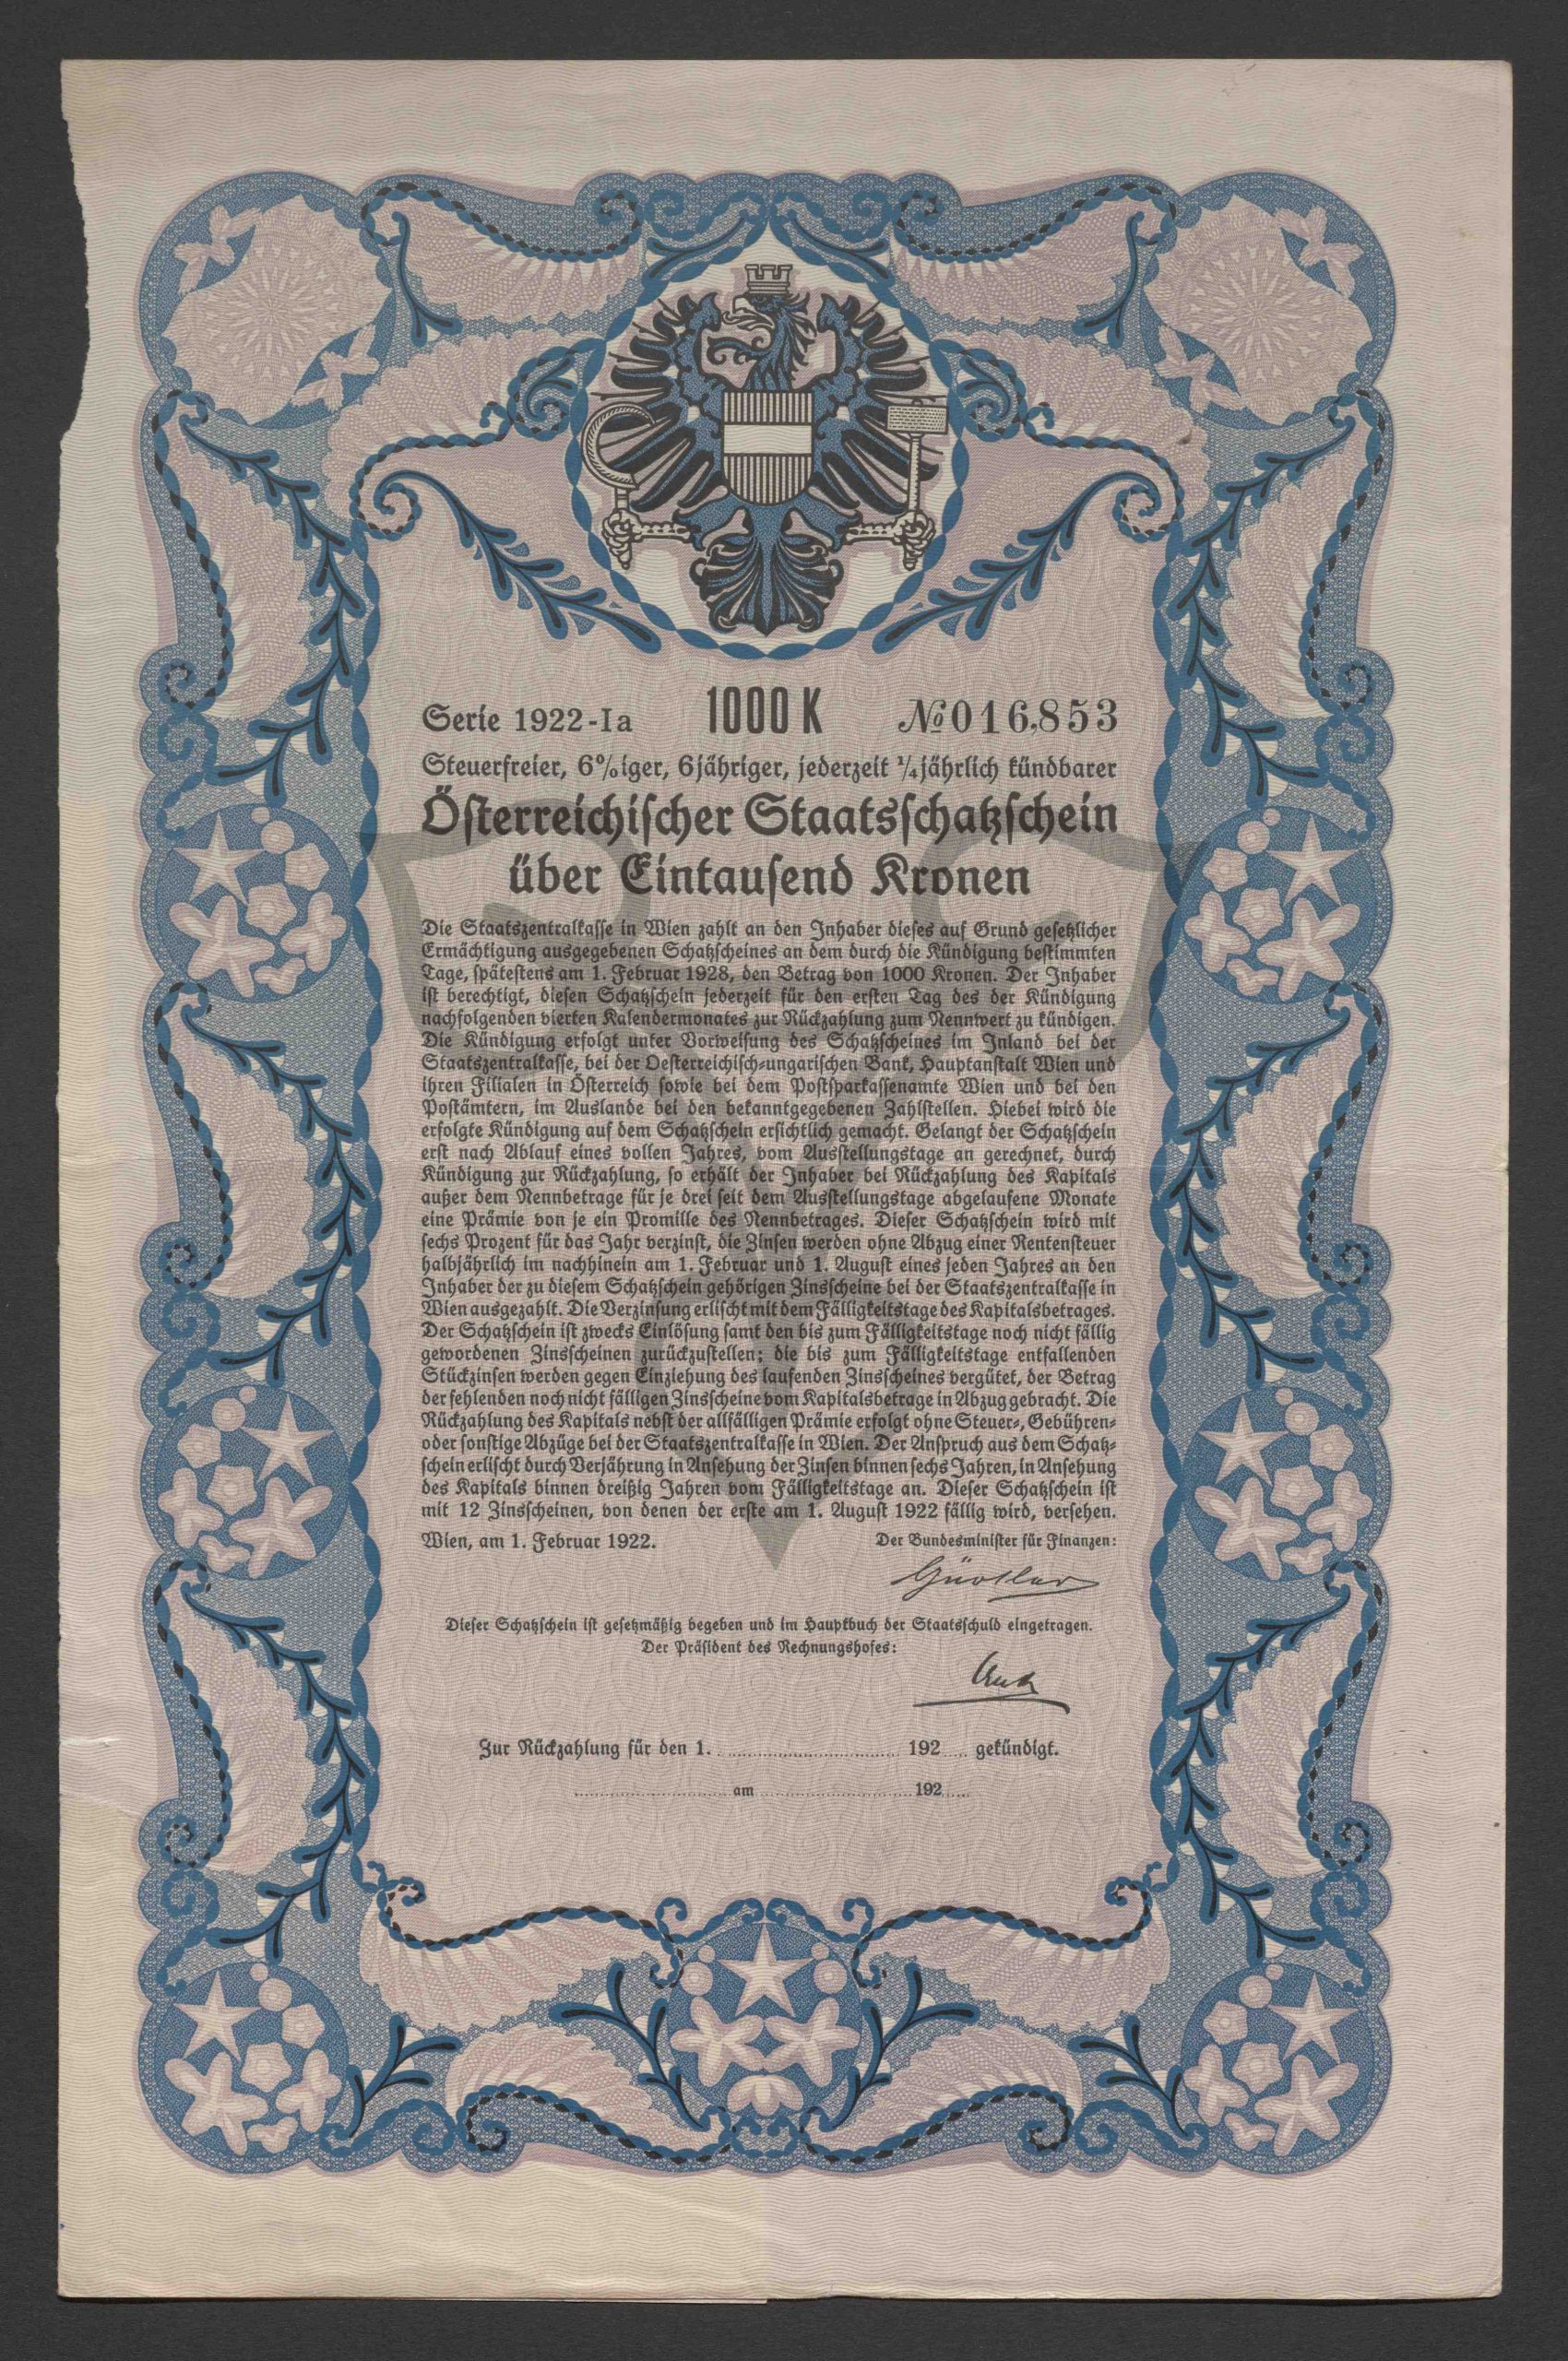 Serie 1922-Ia 1000 K № 016,853
Steuerfreier, 6%iger, 6jähriger, jederzeit ¼jährlich kündbarer
Österreichischer Staatsschatzschein
über Eintausend Kronen
Die Staatszentralkasse in Wien zahlt an den Inhaber dieses auf Grund gesetzlicher
Ermächtigung ausgegebenen Schatzscheines an dem durch die Kündigung bestimmten
Tage, spätestens am 1. Februar 1928, den Betrag von 1000 Kronen. Der Inhaber
ist berechtigt, diesen Schatzschein jederzeit für den ersten Tag des der Kündigung
nachfolgenden vierten Kalendermonates zur Rückzahlung zum Nennwert zu kündigen.
Die Kündigung erfolgt unter Vorweisung des Schatzscheines im Inland bei der
Staatszentralkasse, bei der Oesterreichisch-ungarischen Bank, Hauptanstalt Wien und
ihren Filialen in Österreich sowie bei dem Postsparkassenamte Wien und bei den
Postämtern, im Auslande bei den bekanntgegebenen Zahlstellen. Hiebei wird die
erfolgte Kündigung auf dem Schatzschein ersichtlich gemacht. Gelangt der Schatzschein
erst nach Ablauf eines vollen Jahres, vom Ausstellungstage an gerechnet, durch
Kündigung zur Rückzahlung, so erhält der Inhaber bei Rückzahlung des Kapitals
außer dem Nennbetrage für je drei seit dem Ausstellungstage abgelaufene Monate
eine Prämie von je ein Promille des Nennbetrages. Dieser Schatzschein wird mit
sechs Prozent für das Jahr verzinst, die Zinsen werden ohne Abzug einer Rentensteuer
halbjährlich im nachhinein am 1. Februar und 1. August eines jeden Jahres an den
Inhaber der zu diesem Schatzschein gehörigen Zinsscheine bei der Staatszentralkasse in
Wien ausgezahlt. Die Verzinsung erlischt mit dem Fälligkeitstage des Kapitalsbetrages.
Der Schatzschein ist zwecks Einlösung samt den bis zum Fälligkeitstage noch nicht fällig
gewordenen Zinsscheinen zurückzustellen; die bis zum Fälligkeitstage entfallenden
Stückzinsen werden gegen Einziehung des laufenden Zinsscheines vergütet, der Betrag
der fehlenden noch nicht fälligen Zinsscheine vom Kapitalsbetrage in Abzug gebracht. Die
Rückzahlung des Kapitals nebst der allfälligen Prämie erfolgt ohne Steuer-, Gebühren-
oder sonstige Abzüge bei der Staatszentralkasse in Wien. Der Anspruch aus dem Schatz-
schein erlischt durch Verjährung in Ansehung der Zinsen binnen sechs Jahren, in Ansehung
des Kapitals binnen dreißig Jahren vom Fälligkeitstage an. Dieser Schatzschein ist
mit 12 Zinsscheinen, von denen der erste am 1. August 1922 fällig wird, versehen.
Wien, am 1. Februar 1922. Der Bundesminister für Finanzen:
Gürtler
Dieser Schatzschein ist gesetzmäßig begeben und im Hauptbuch der Staatsschuld eingetragen.
Der Präsident des Rechnungshofes:
Zur Rückzahlung für den 1. .......... 192.... gekündigt.
.......... am .......... 192....